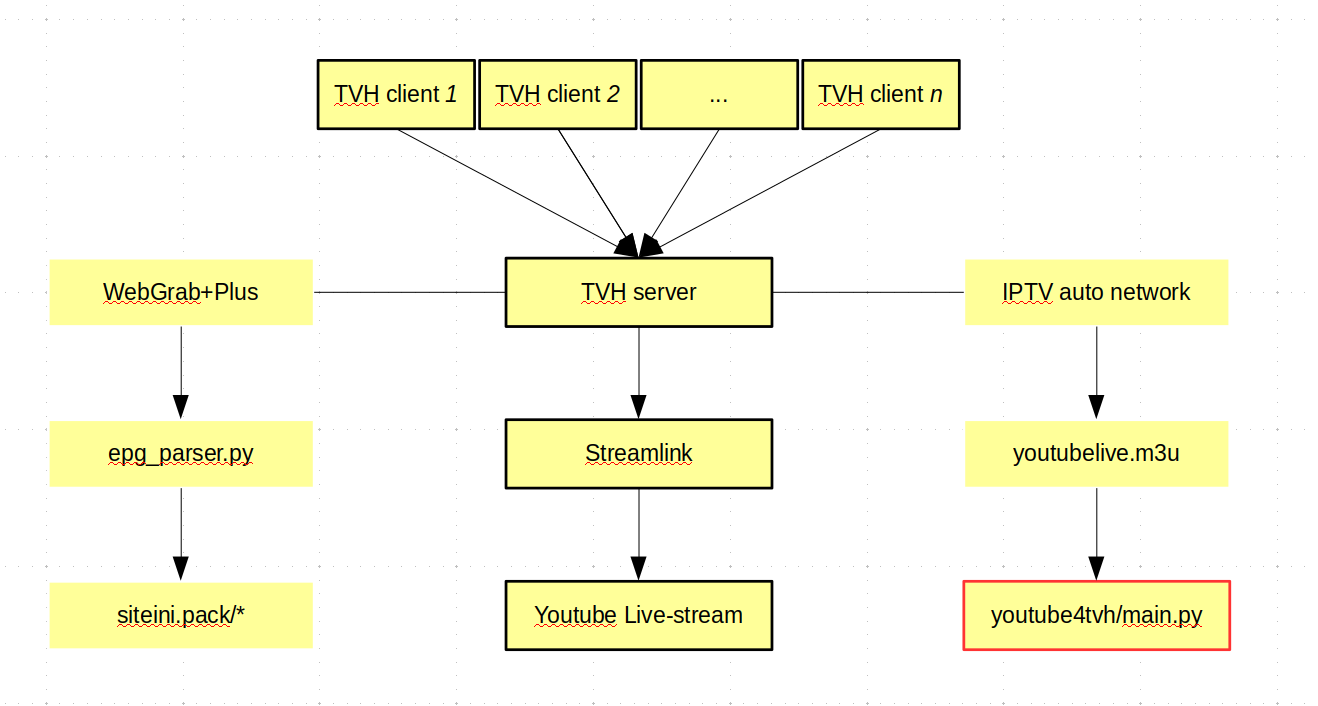 TVH client 1
TVH client 2
...
TVH client n
WebGrab+Plus
TVH server
IPTV auto network
epg_parser.py
Streamlink
youtubelive.m3u
siteini.pack/*
Youtube Live-stream
youtube4tvh/main.py